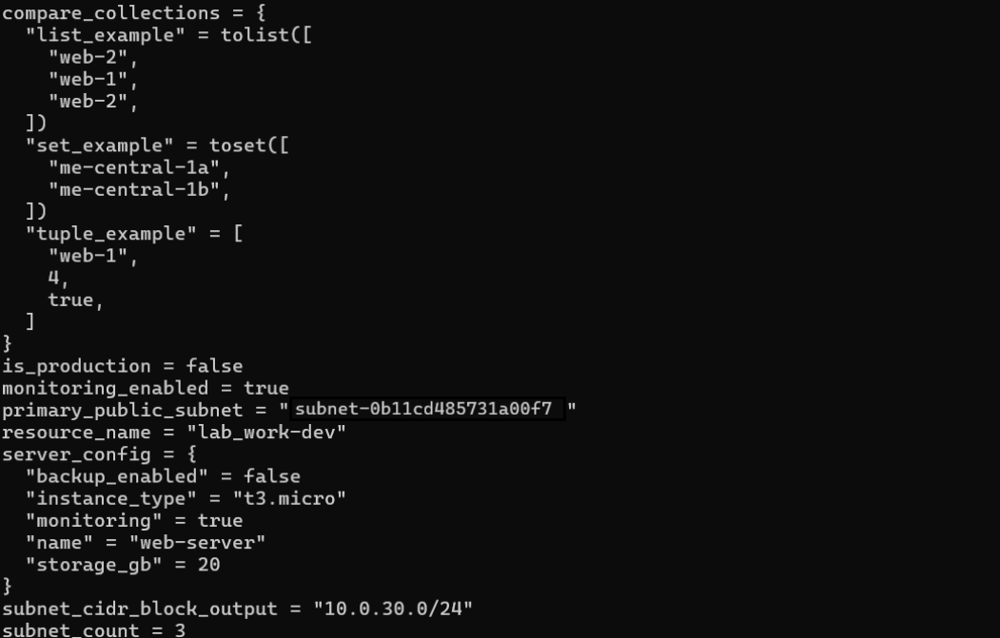 compare_collections = {
  "list_example" = tolist([
    "web-2",
    "web-1",
    "web-2",
  ])
  "set_example" = toset([
    "me-central-1a",
    "me-central-1b",
  ])
  "tuple_example" = [
    "web-1",
    4,
    true,
  ]
}
is_production = false
monitoring_enabled = true
primary_public_subnet = "subnet-0b11cd485731a00f7 "
resource_name = "lab_work-dev"
server_config = {
  "backup_enabled" = false
  "instance_type" = "t3.micro"
  "monitoring" = true
  "name" = "web-server"
  "storage_gb" = 20
}
subnet_cidr_block_output = "10.0.30.0/24"
subnet_count = 3